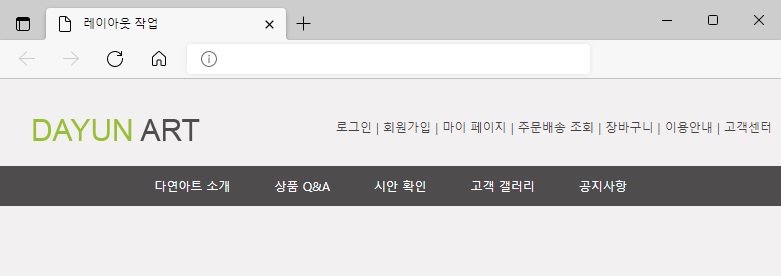 레이아웃 작업
DAYUN ART
로그인 | 회원가입 | 마이 페이지 | 주문배송 조회 | 장바구니 | 이용안내 | 고객센터
다연아트 소개 상품 Q&A 시안 확인 고객 갤러리 공지사항